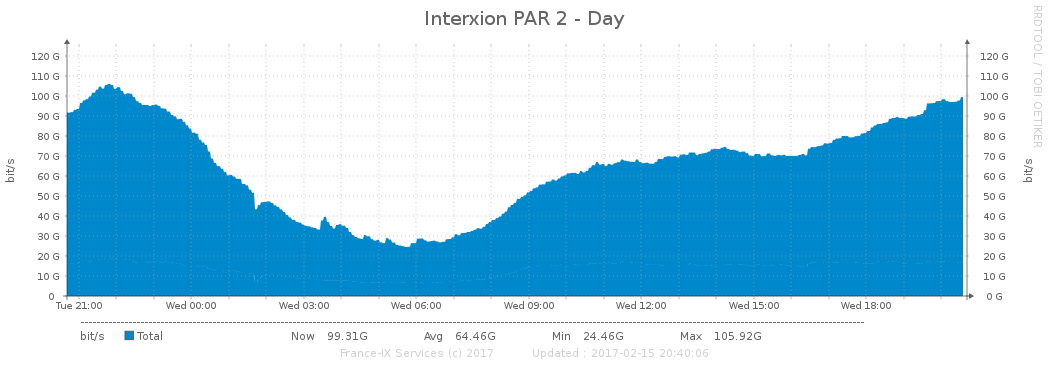 Interxion PAR 2 - Day
RRDTOOL / TOBI OETIKER
bit/s
120 G 120 G
110 G 110 G
100 G 100 G
90 G 90 G
80 G 80 G
70 G 70 G
60 G 60 G
50 G 50 G
40 G 40 G
30 G 30 G
20 G 20 G
10 G 10 G
0 0 G
bit/s
Tue 21:00 Wed 00:00 Wed 03:00 Wed 06:00 Wed 09:00 Wed 12:00 Wed 15:00 Wed 18:00
bit/s Total Now 99.31G Avg 64.46G Min 24.46G Max 105.92G
France-IX Services (c) 2017 Updated : 2017-02-15 20:40:06